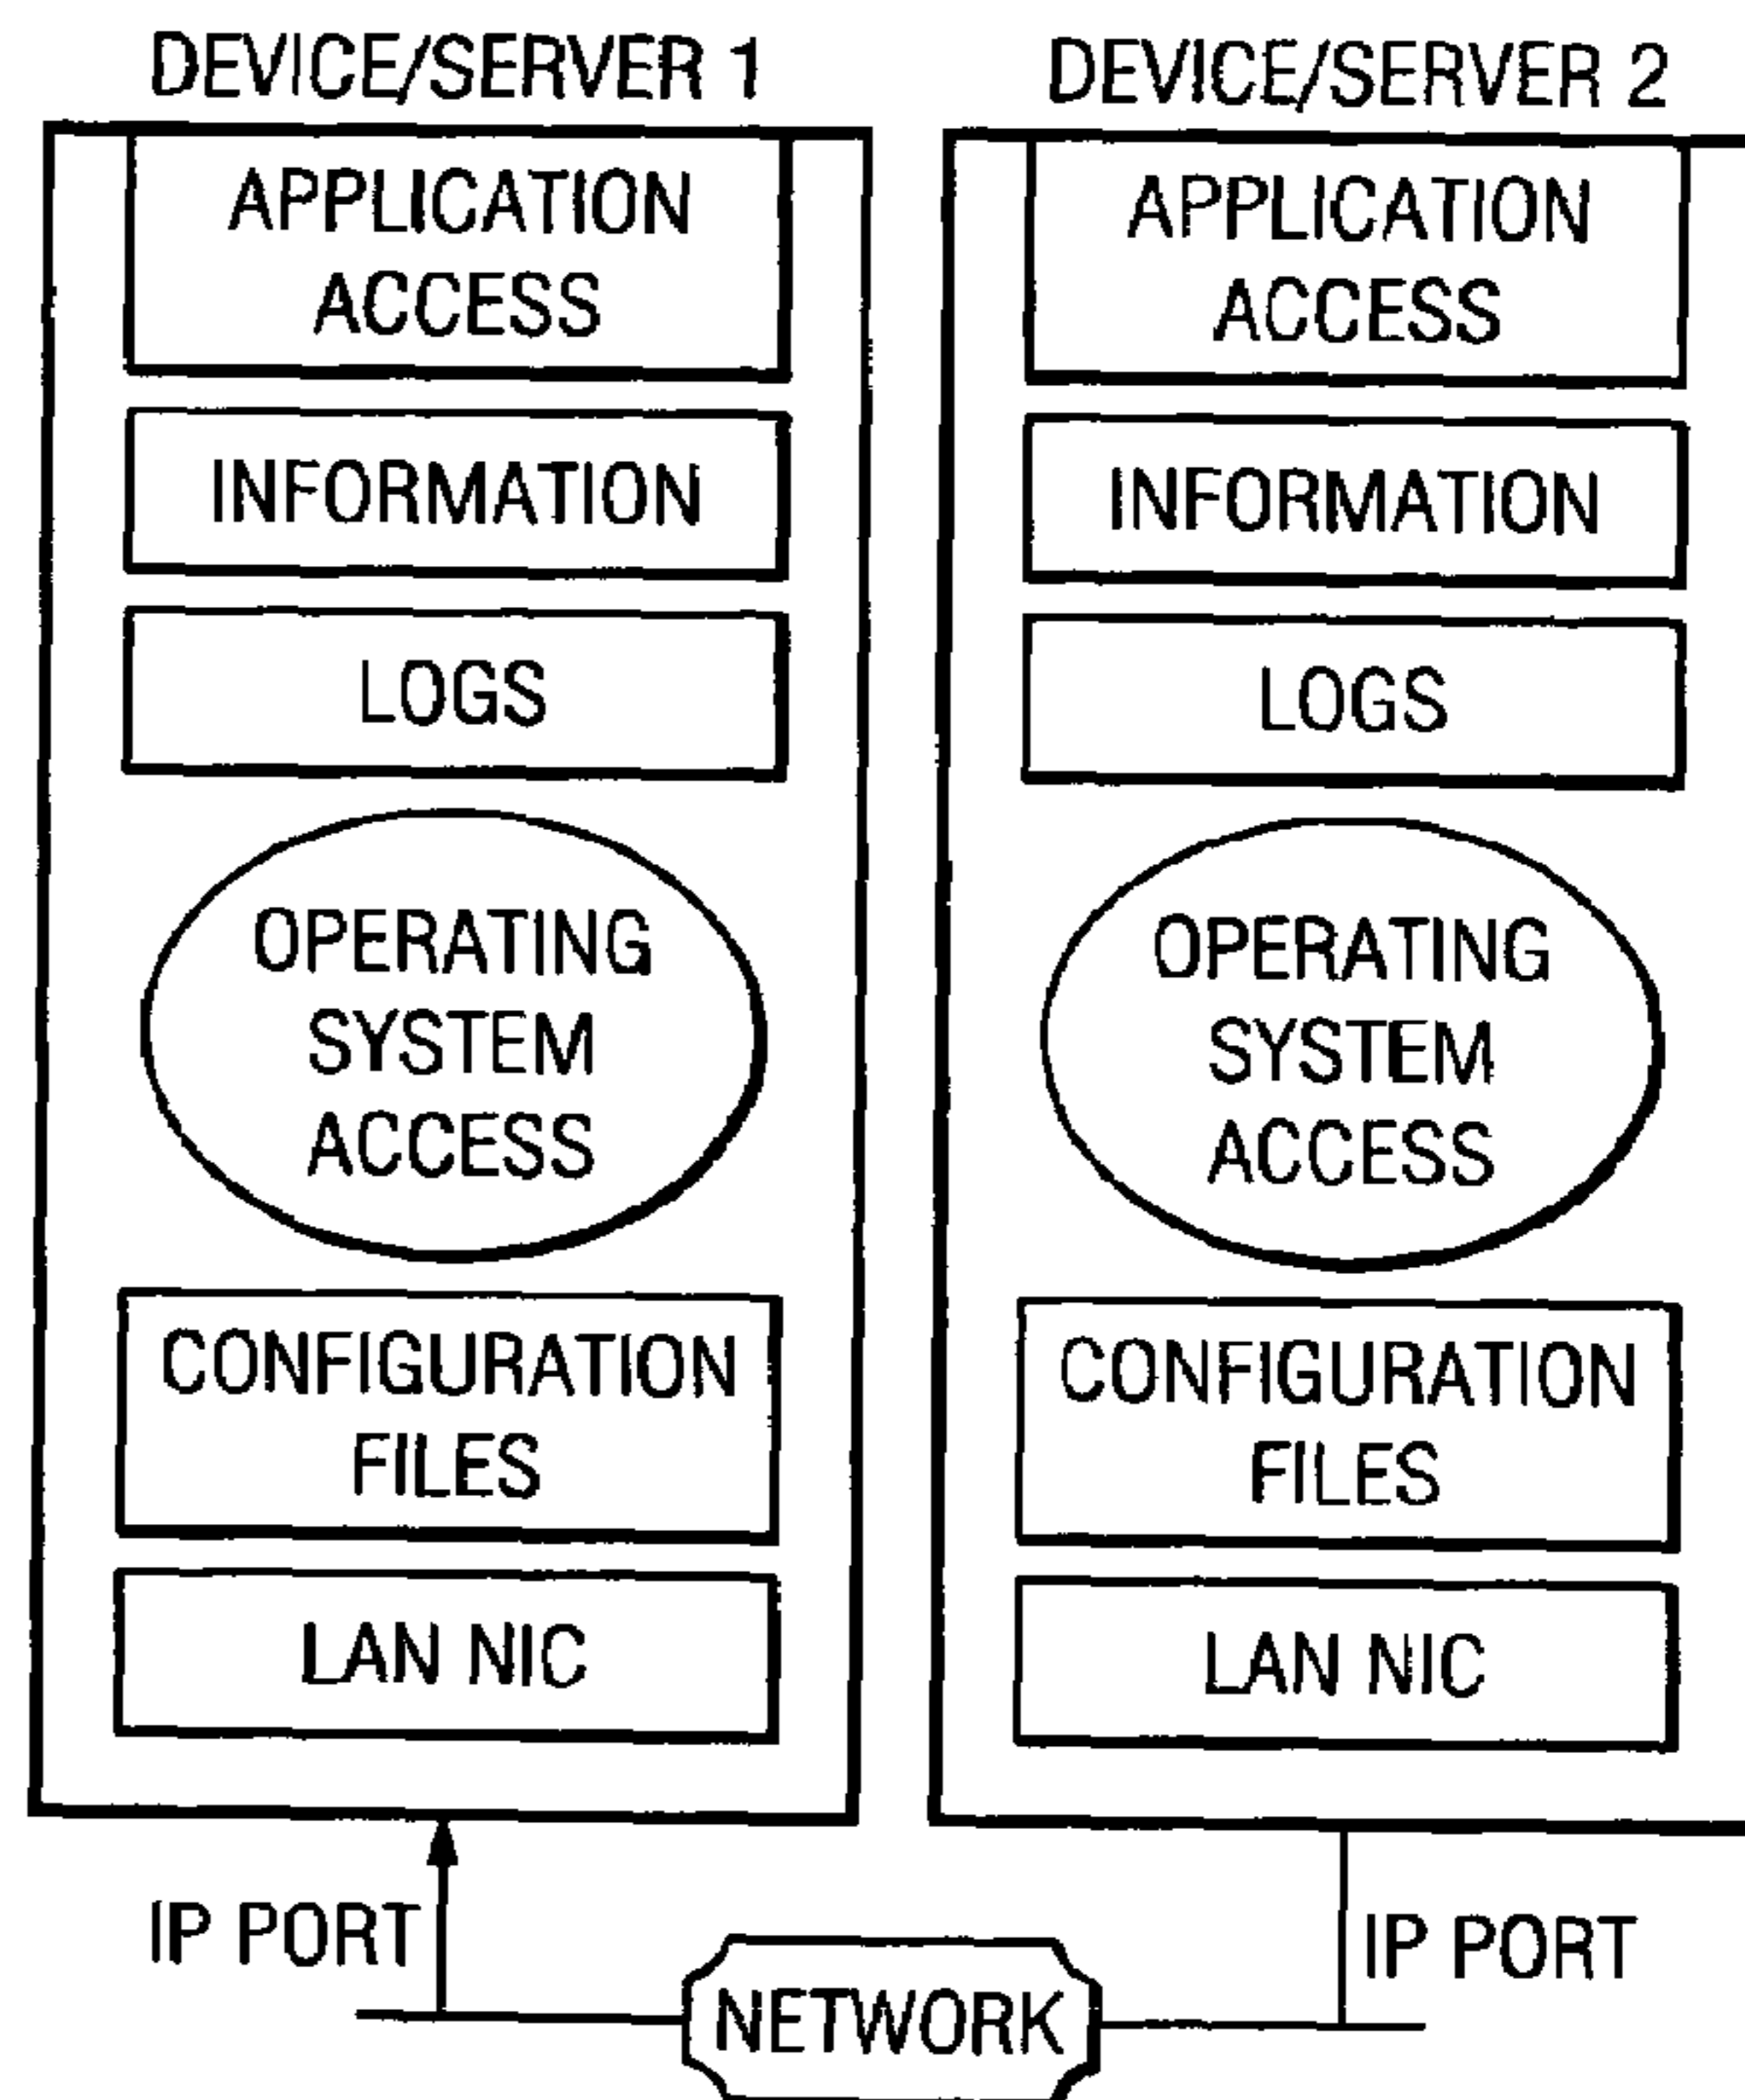 DEVICE/SERVER 1
APPLICATION
ACCESS
INFORMATION
LOGS
OPERATING
SYSTEM
ACCESS
CONFIGURATION
FILES
LAN NIC
IP PORT
DEVICE/SERVER 2
APPLICATION
ACCESS
INFORMATION
LOGS
OPERATING
SYSTEM
ACCESS
CONFIGURATION
FILES
LAN NIC
IP PORT
NETWORK